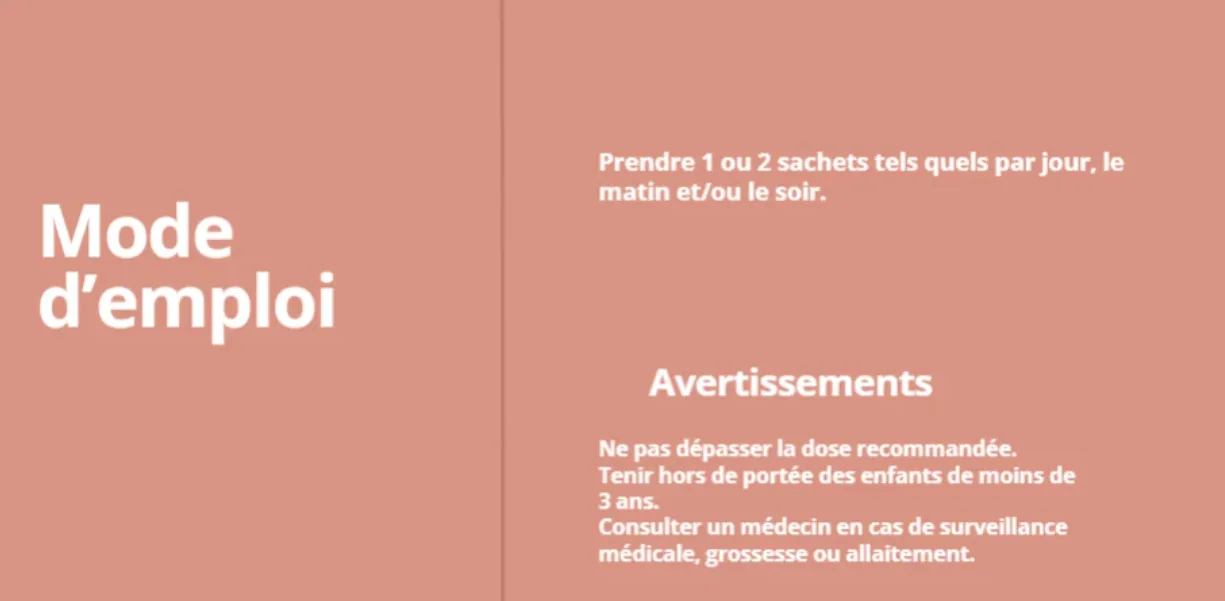 Mode
d’emploi
Prendre 1 ou 2 sachets tels quels par jour, le
matin et/ou le soir.
Avertissements
Ne pas dépasser la dose recommandée.
Tenir hors de portée des enfants de moins de
3 ans.
Consulter un médecin en cas de surveillance
médicale, grossesse ou allaitement.